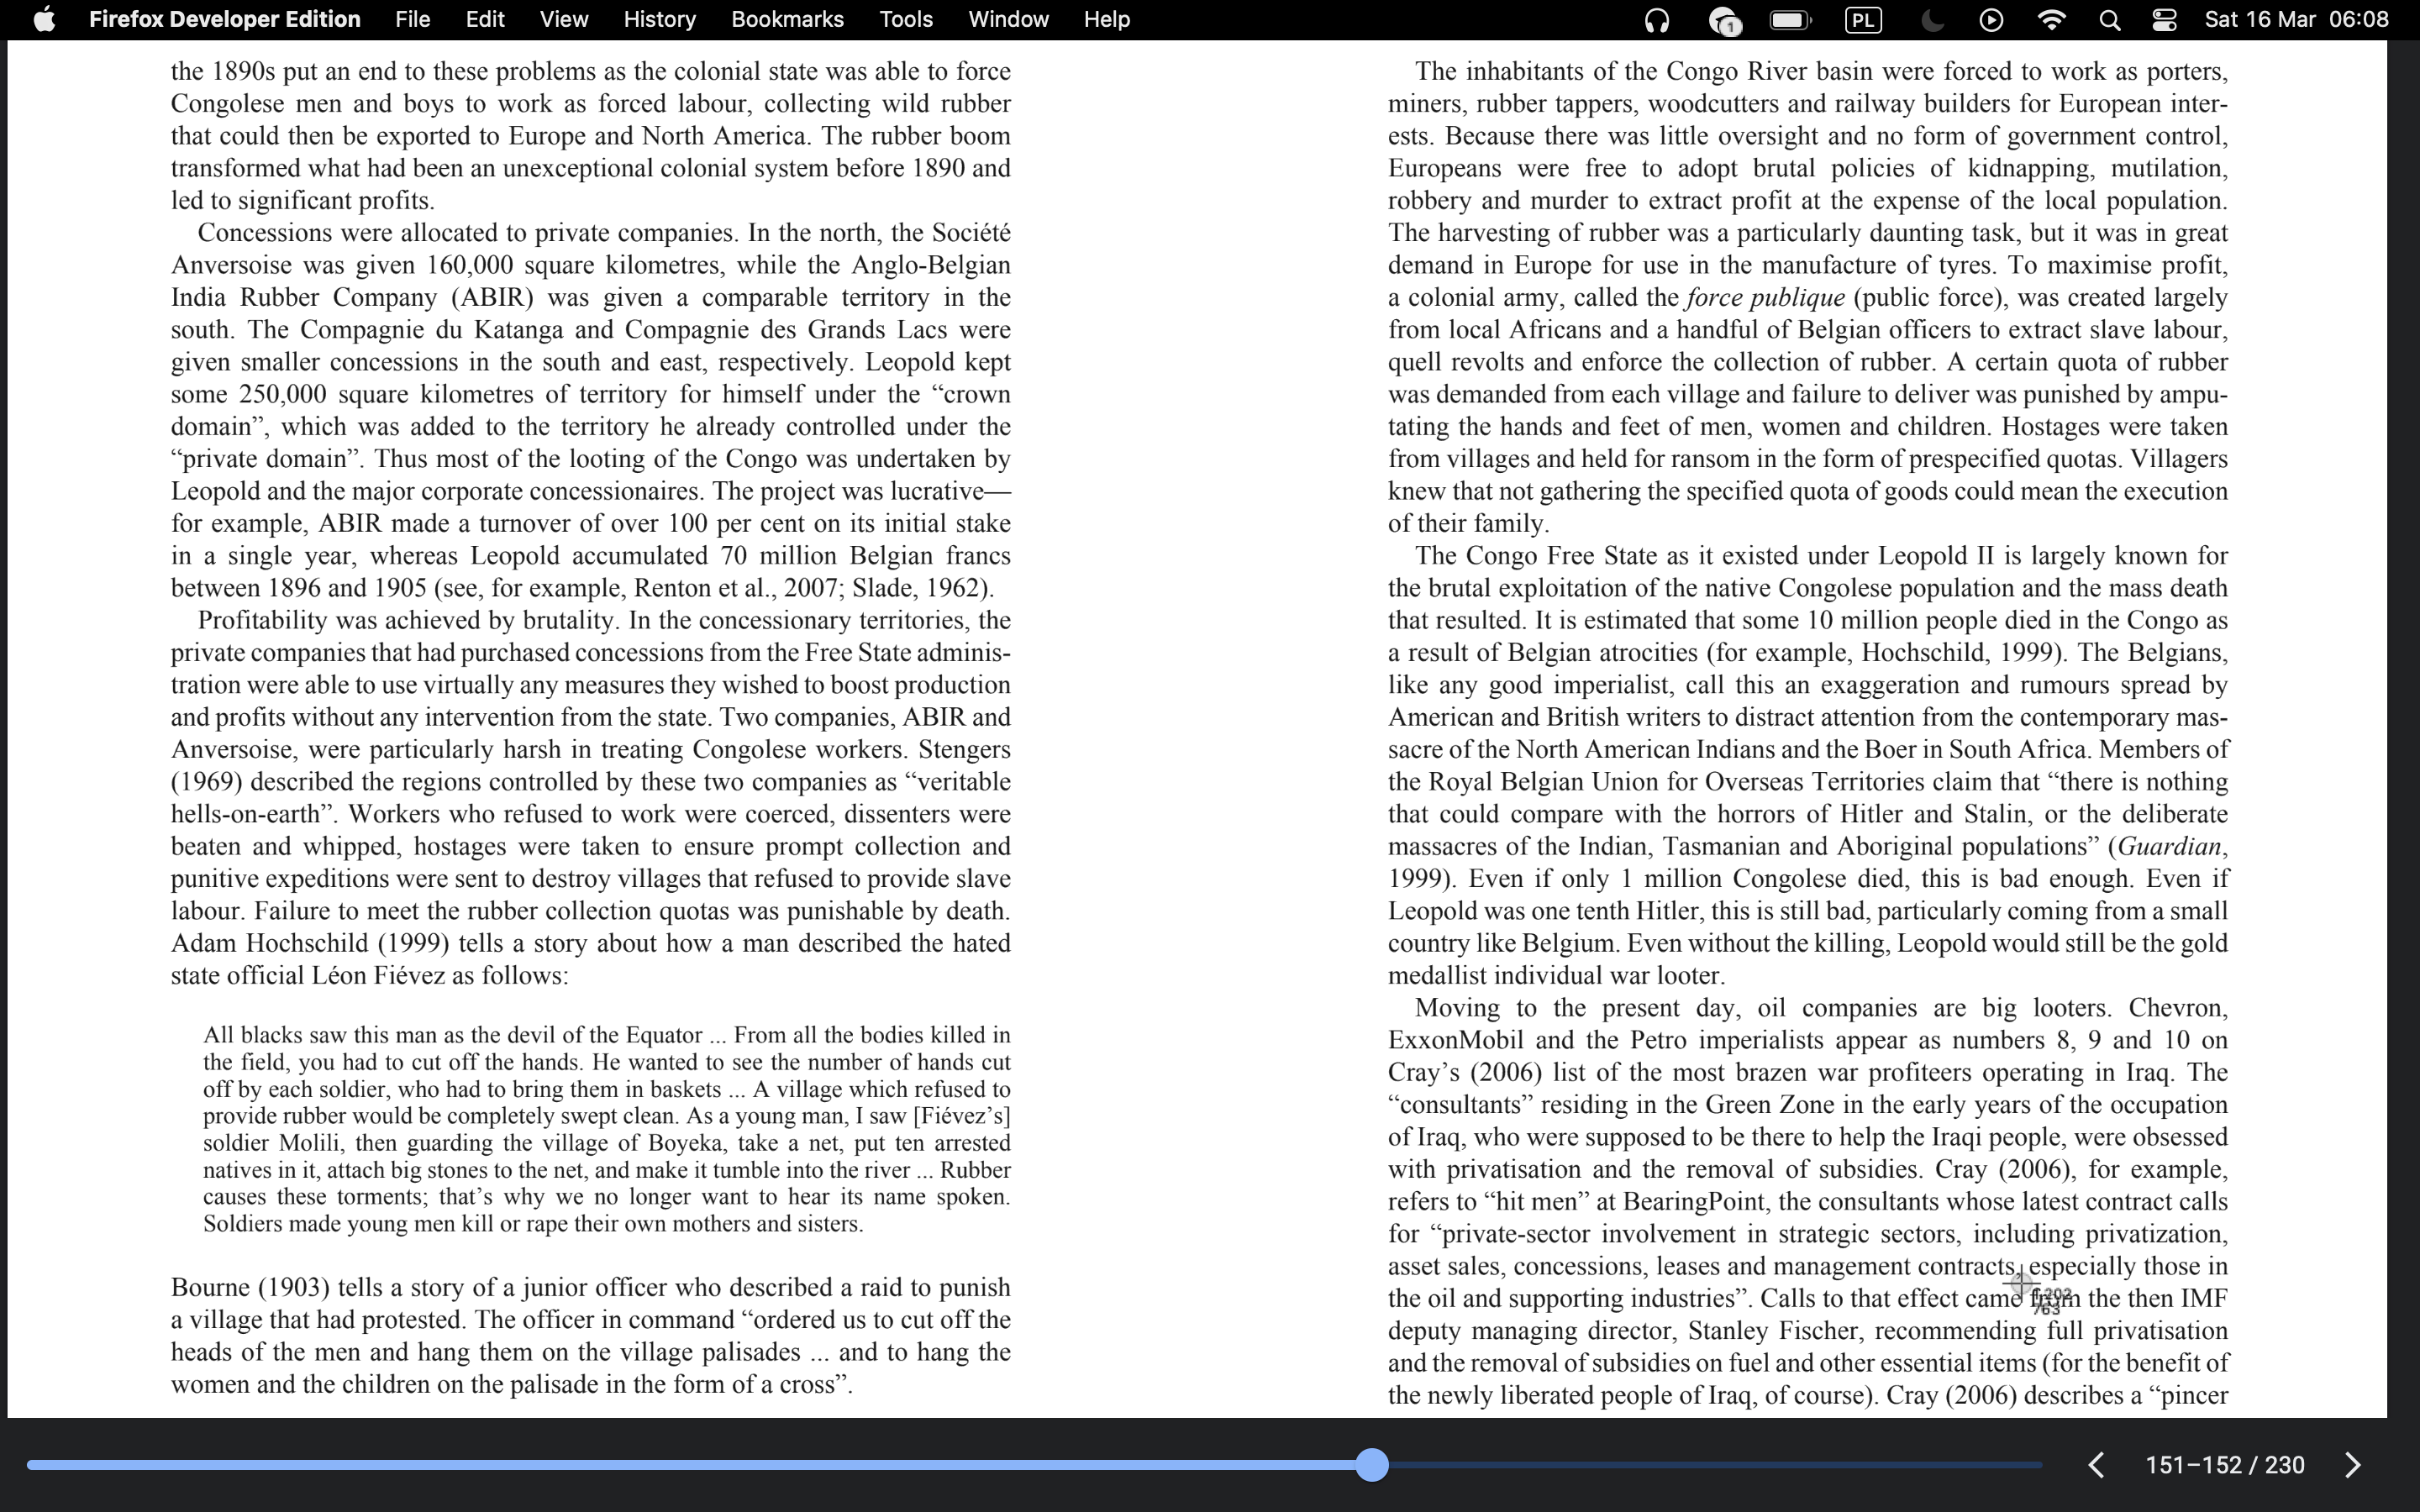 Firefox Developer Edition File Edit View History Bookmarks Tools Window Help 1 PL Sat 16 Mar 06:08
the 1890s put an end to these problems as the colonial state was able to force
Congolese men and boys to work as forced labour, collecting wild rubber
that could then be exported to Europe and North America. The rubber boom
transformed what had been an unexceptional colonial system before 1890 and
led to significant profits.
Concessions were allocated to private companies. In the north, the Société
Anversoise was given 160,000 square kilometres, while the Anglo-Belgian
India Rubber Company (ABIR) was given a comparable territory in the
south. The Compagnie du Katanga and Compagnie des Grands Lacs were
given smaller concessions in the south and east, respectively. Leopold kept
some 250,000 square kilometres of territory for himself under the “crown
domain”, which was added to the territory he already controlled under the
“private domain”. Thus most of the looting of the Congo was undertaken by
Leopold and the major corporate concessionaires. The project was lucrative—
for example, ABIR made a turnover of over 100 per cent on its initial stake
in a single year, whereas Leopold accumulated 70 million Belgian francs
between 1896 and 1905 (see, for example, Renton et al., 2007; Slade, 1962).
Profitability was achieved by brutality. In the concessionary territories, the
private companies that had purchased concessions from the Free State adminis-
tration were able to use virtually any measures they wished to boost production
and profits without any intervention from the state. Two companies, ABIR and
Anversoise, were particularly harsh in treating Congolese workers. Stengers
(1969) described the regions controlled by these two companies as “veritable
hells-on-earth”. Workers who refused to work were coerced, dissenters were
beaten and whipped, hostages were taken to ensure prompt collection and
punitive expeditions were sent to destroy villages that refused to provide slave
labour. Failure to meet the rubber collection quotas was punishable by death.
Adam Hochschild (1999) tells a story about how a man described the hated
state official Léon Fiévez as follows:
All blacks saw this man as the devil of the Equator ... From all the bodies killed in
the field, you had to cut off the hands. He wanted to see the number of hands cut
off by each soldier, who had to bring them in baskets ... A village which refused to
provide rubber would be completely swept clean. As a young man, I saw [Fiévez’s]
soldier Molili, then guarding the village of Boyeka, take a net, put ten arrested
natives in it, attach big stones to the net, and make it tumble into the river ... Rubber
causes these torments; that’s why we no longer want to hear its name spoken.
Soldiers made young men kill or rape their own mothers and sisters.
Bourne (1903) tells a story of a junior officer who described a raid to punish
a village that had protested. The officer in command “ordered us to cut off the
heads of the men and hang them on the village palisades ... and to hang the
women and the children on the palisade in the form of a cross”.
The inhabitants of the Congo River basin were forced to work as porters,
miners, rubber tappers, woodcutters and railway builders for European inter-
ests. Because there was little oversight and no form of government control,
Europeans were free to adopt brutal policies of kidnapping, mutilation,
robbery and murder to extract profit at the expense of the local population.
The harvesting of rubber was a particularly daunting task, but it was in great
demand in Europe for use in the manufacture of tyres. To maximise profit,
a colonial army, called the force publique (public force), was created largely
from local Africans and a handful of Belgian officers to extract slave labour,
quell revolts and enforce the collection of rubber. A certain quota of rubber
was demanded from each village and failure to deliver was punished by ampu-
tating the hands and feet of men, women and children. Hostages were taken
from villages and held for ransom in the form of prespecified quotas. Villagers
knew that not gathering the specified quota of goods could mean the execution
of their family.
The Congo Free State as it existed under Leopold II is largely known for
the brutal exploitation of the native Congolese population and the mass death
that resulted. It is estimated that some 10 million people died in the Congo as
a result of Belgian atrocities (for example, Hochschild, 1999). The Belgians,
like any good imperialist, call this an exaggeration and rumours spread by
American and British writers to distract attention from the contemporary mas-
sacre of the North American Indians and the Boer in South Africa. Members of
the Royal Belgian Union for Overseas Territories claim that “there is nothing
that could compare with the horrors of Hitler and Stalin, or the deliberate
massacres of the Indian, Tasmanian and Aboriginal populations” (Guardian,
1999). Even if only 1 million Congolese died, this is bad enough. Even if
Leopold was one tenth Hitler, this is still bad, particularly coming from a small
country like Belgium. Even without the killing, Leopold would still be the gold
medallist individual war looter.
Moving to the present day, oil companies are big looters. Chevron,
ExxonMobil and the Petro imperialists appear as numbers 8, 9 and 10 on
Cray’s (2006) list of the most brazen war profiteers operating in Iraq. The
“consultants” residing in the Green Zone in the early years of the occupation
of Iraq, who were supposed to be there to help the Iraqi people, were obsessed
with privatisation and the removal of subsidies. Cray (2006), for example,
refers to “hit men” at BearingPoint, the consultants whose latest contract calls
for “private-sector involvement in strategic sectors, including privatization,
asset sales, concessions, leases and management contracts, especially those in
the oil and supporting industries”. Calls to that effect came from the then IMF
deputy managing director, Stanley Fischer, recommending full privatisation
and the removal of subsidies on fuel and other essential items (for the benefit of
the newly liberated people of Iraq, of course). Cray (2006) describes a “pincer
151–152 / 230